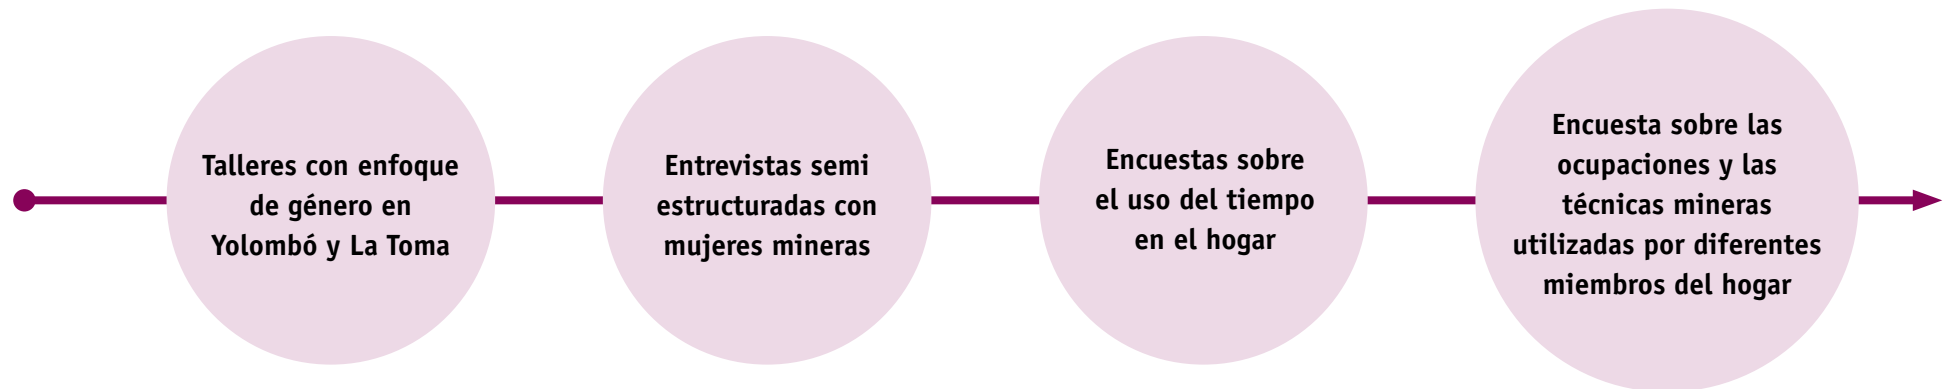 Talleres con enfoque
de género en
Yolombó y La Toma
Entrevistas semi
estructuradas con
mujeres mineras
Encuestas sobre
el uso del tiempo
en el hogar
Encuesta sobre las
ocupaciones y las
técnicas mineras
utilizadas por diferentes
miembros del hogar